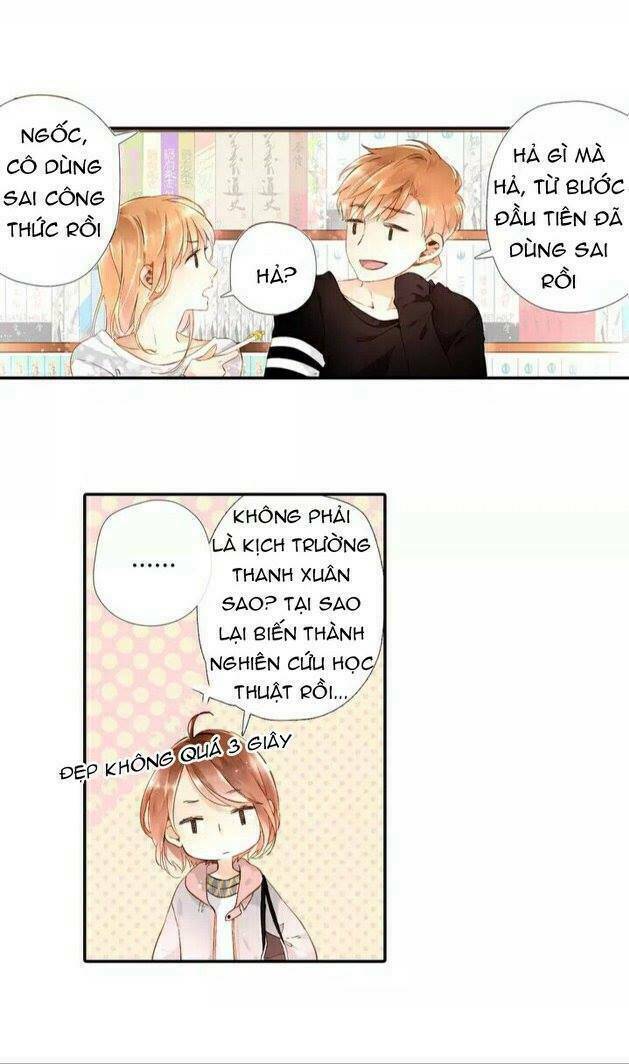 NGỐC,
CÔ DÙNG
SAI CÔNG
THỨC RỒI
HẢ?
HẢ GÌ MÀ
HẢ, TỪ BƯỚC
ĐẦU TIÊN ĐÃ
DÙNG SAI
RỒI
......
KHÔNG PHẢI
LÀ KỊCH TRƯỜNG
THANH XUÂN
SAO? TẠI SAO
LẠI BIẾN THÀNH
NGHIÊN CỨU HỌC
THUẬT RỒI...
ĐẸP KHÔNG QUÁ 3 GIÂY